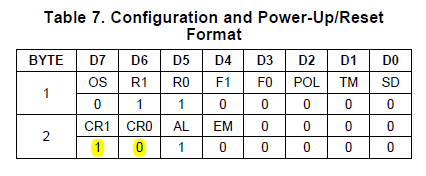 Table 7. Configuration and Power-Up/Reset
Format
BYTE D7 D6 D5 D4 D3 D2 D1 D0
1 OS R1 R0 F1 F0 POL TM SD
0 1 1 0 0 0 0 0
2 CR1 CR0 AL EM 0 0 0 0
1 0 1 0 0 0 0 0